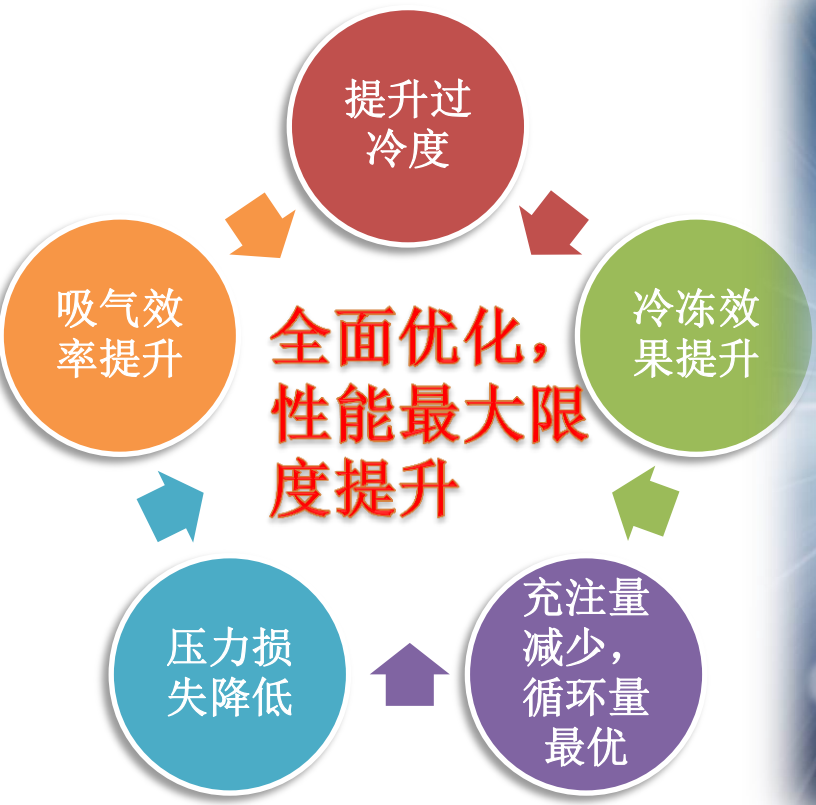 提升过
冷度
冷冻效
果提升
充注量
减少，
循环量
最优
压力损
失降低
吸气效
率提升
全面优化，
性能最大限
度提升